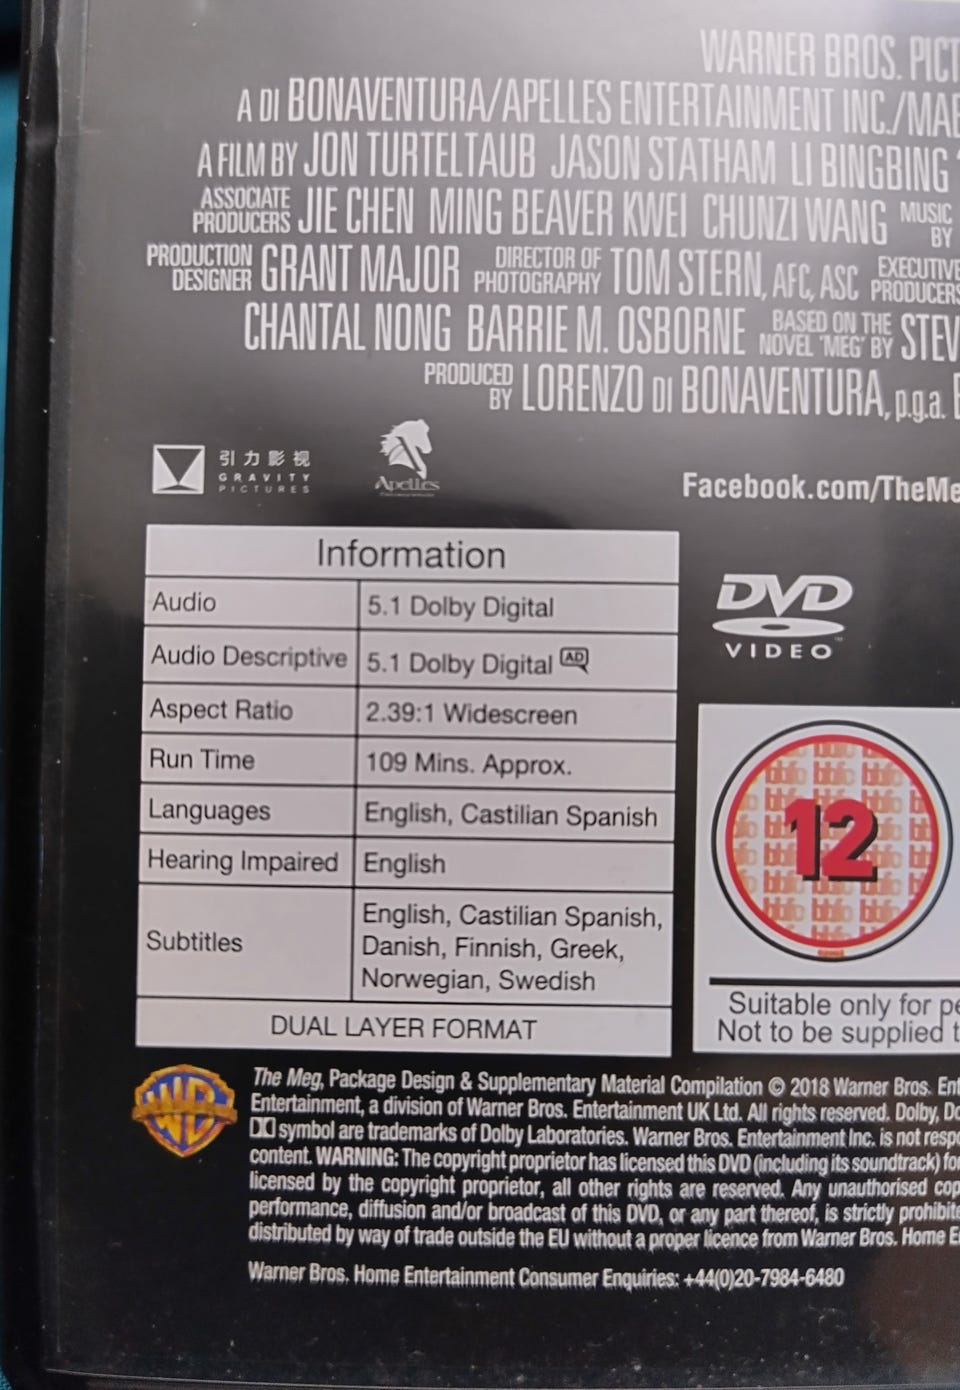 WARNER BROS. PICT
A DI BONAVENTURA/APELLES ENTERTAINMENT INC./MAE
A FILM BY JON TURTELTAUB JASON STATHAM LI BINGBING
ASSOCIATE PRODUCERS JIE CHEN MING BEAVER KWEI CHUNZI WANG MUSIC BY
PRODUCTION DESIGNER GRANT MAJOR DIRECTOR OF PHOTOGRAPHY TOM STERN, AFC, ASC EXECUTIVE PRODUCERS
CHANTAL NONG BARRIE M. OSBORNE BASED ON THE NOVEL 'MEG' BY STEV
PRODUCED BY LORENZO DI BONAVENTURA, p.g.a.
引力影视
GRAVITY
PICTURES
Apelles
Facebook.com/TheMe
Information
Audio 5.1 Dolby Digital
Audio Descriptive 5.1 Dolby Digital AD
Aspect Ratio 2.39:1 Widescreen
Run Time 109 Mins. Approx.
Languages English, Castilian Spanish
Hearing Impaired English
Subtitles English, Castilian Spanish,
Danish, Finnish, Greek,
Norwegian, Swedish
DUAL LAYER FORMAT
DVD
VIDEO
bbfc
12
Suitable only for pe
Not to be supplied t
WB
The Meg, Package Design & Supplementary Material Compilation © 2018 Warner Bros. Ent
Entertainment, a division of Warner Bros. Entertainment UK Ltd. All rights reserved. Dolby, Do
symbol are trademarks of Dolby Laboratories. Warner Bros. Entertainment Inc. is not respo
content. WARNING: The copyright proprietor has licensed this DVD (including its soundtrack) for
licensed by the copyright proprietor, all other rights are reserved. Any unauthorised cop
performance, diffusion and/or broadcast of this DVD, or any part thereof, is strictly prohibite
distributed by way of trade outside the EU without a proper licence from Warner Bros. Home E
Warner Bros. Home Entertainment Consumer Enquiries: +44(0)20-7984-6480